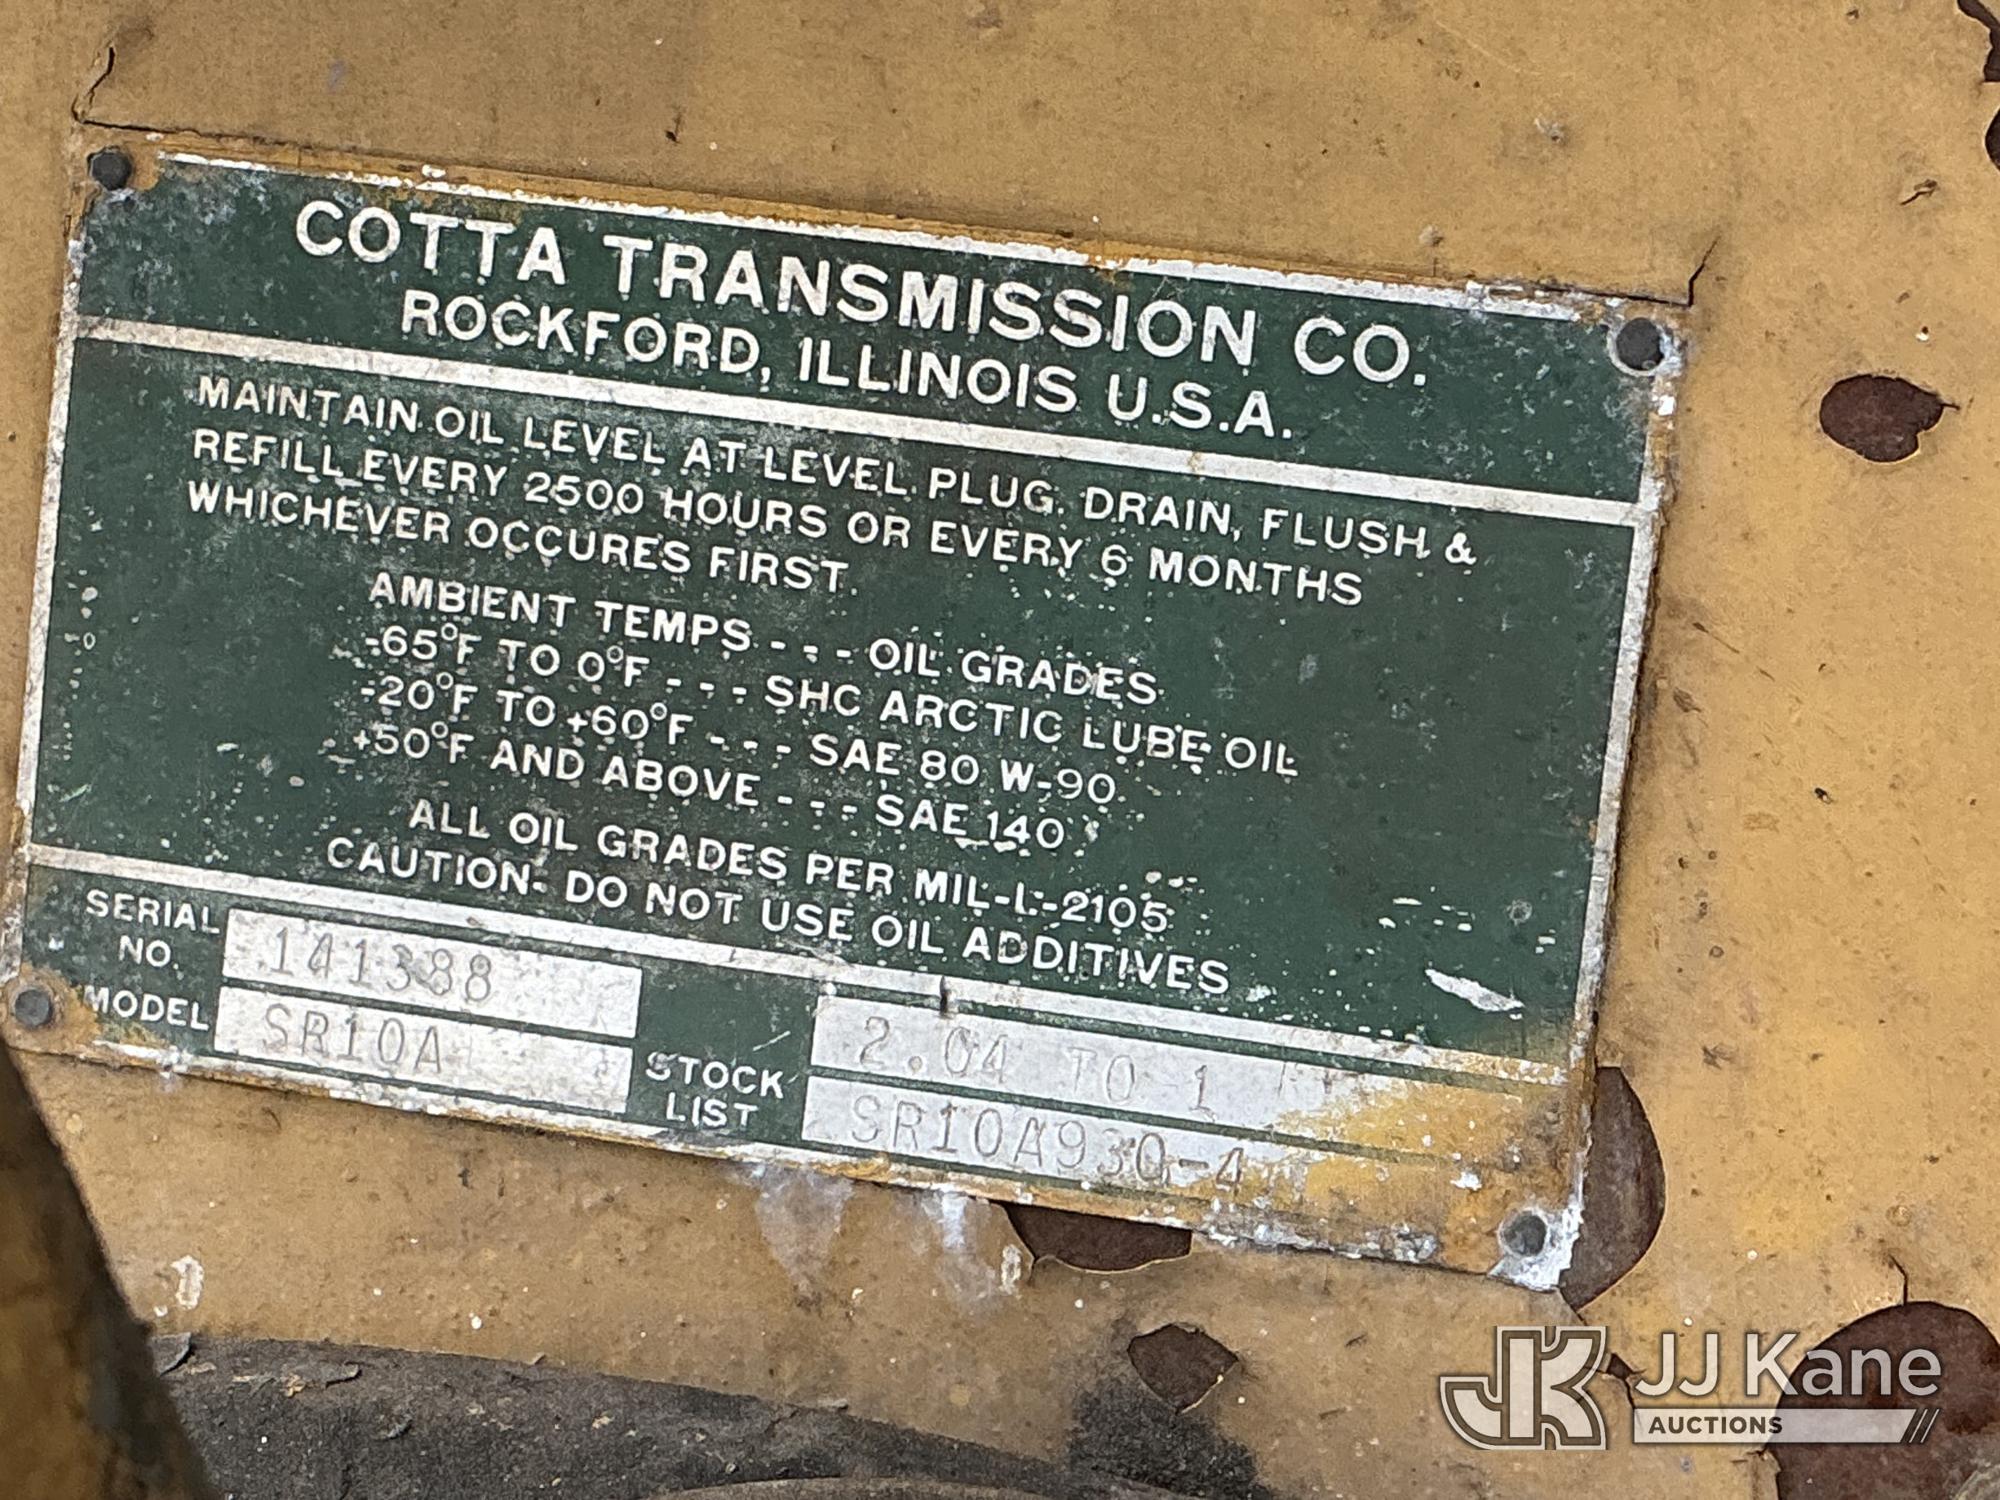 COTTA TRANSMISSION CO.
ROCKFORD, ILLINOIS U.S.A.
MAINTAIN OIL LEVEL AT LEVEL PLUG. DRAIN, FLUSH &
REFILL EVERY 2500 HOURS OR EVERY 6 MONTHS
WHICHEVER OCCURES FIRST.
AMBIENT TEMPS - - - OIL GRADES
-65°F TO 0°F - - - SHC ARCTIC LUBE OIL
-20°F TO +60°F - - - SAE 80 W-90
+50°F AND ABOVE - - - SAE 140
ALL OIL GRADES PER MIL-L-2105
CAUTION- DO NOT USE OIL ADDITIVES
SERIAL NO. 141388
MODEL SR10A
2.04 TO 1
STOCK LIST SR10A930-4
JK JJ Kane
AUCTIONS